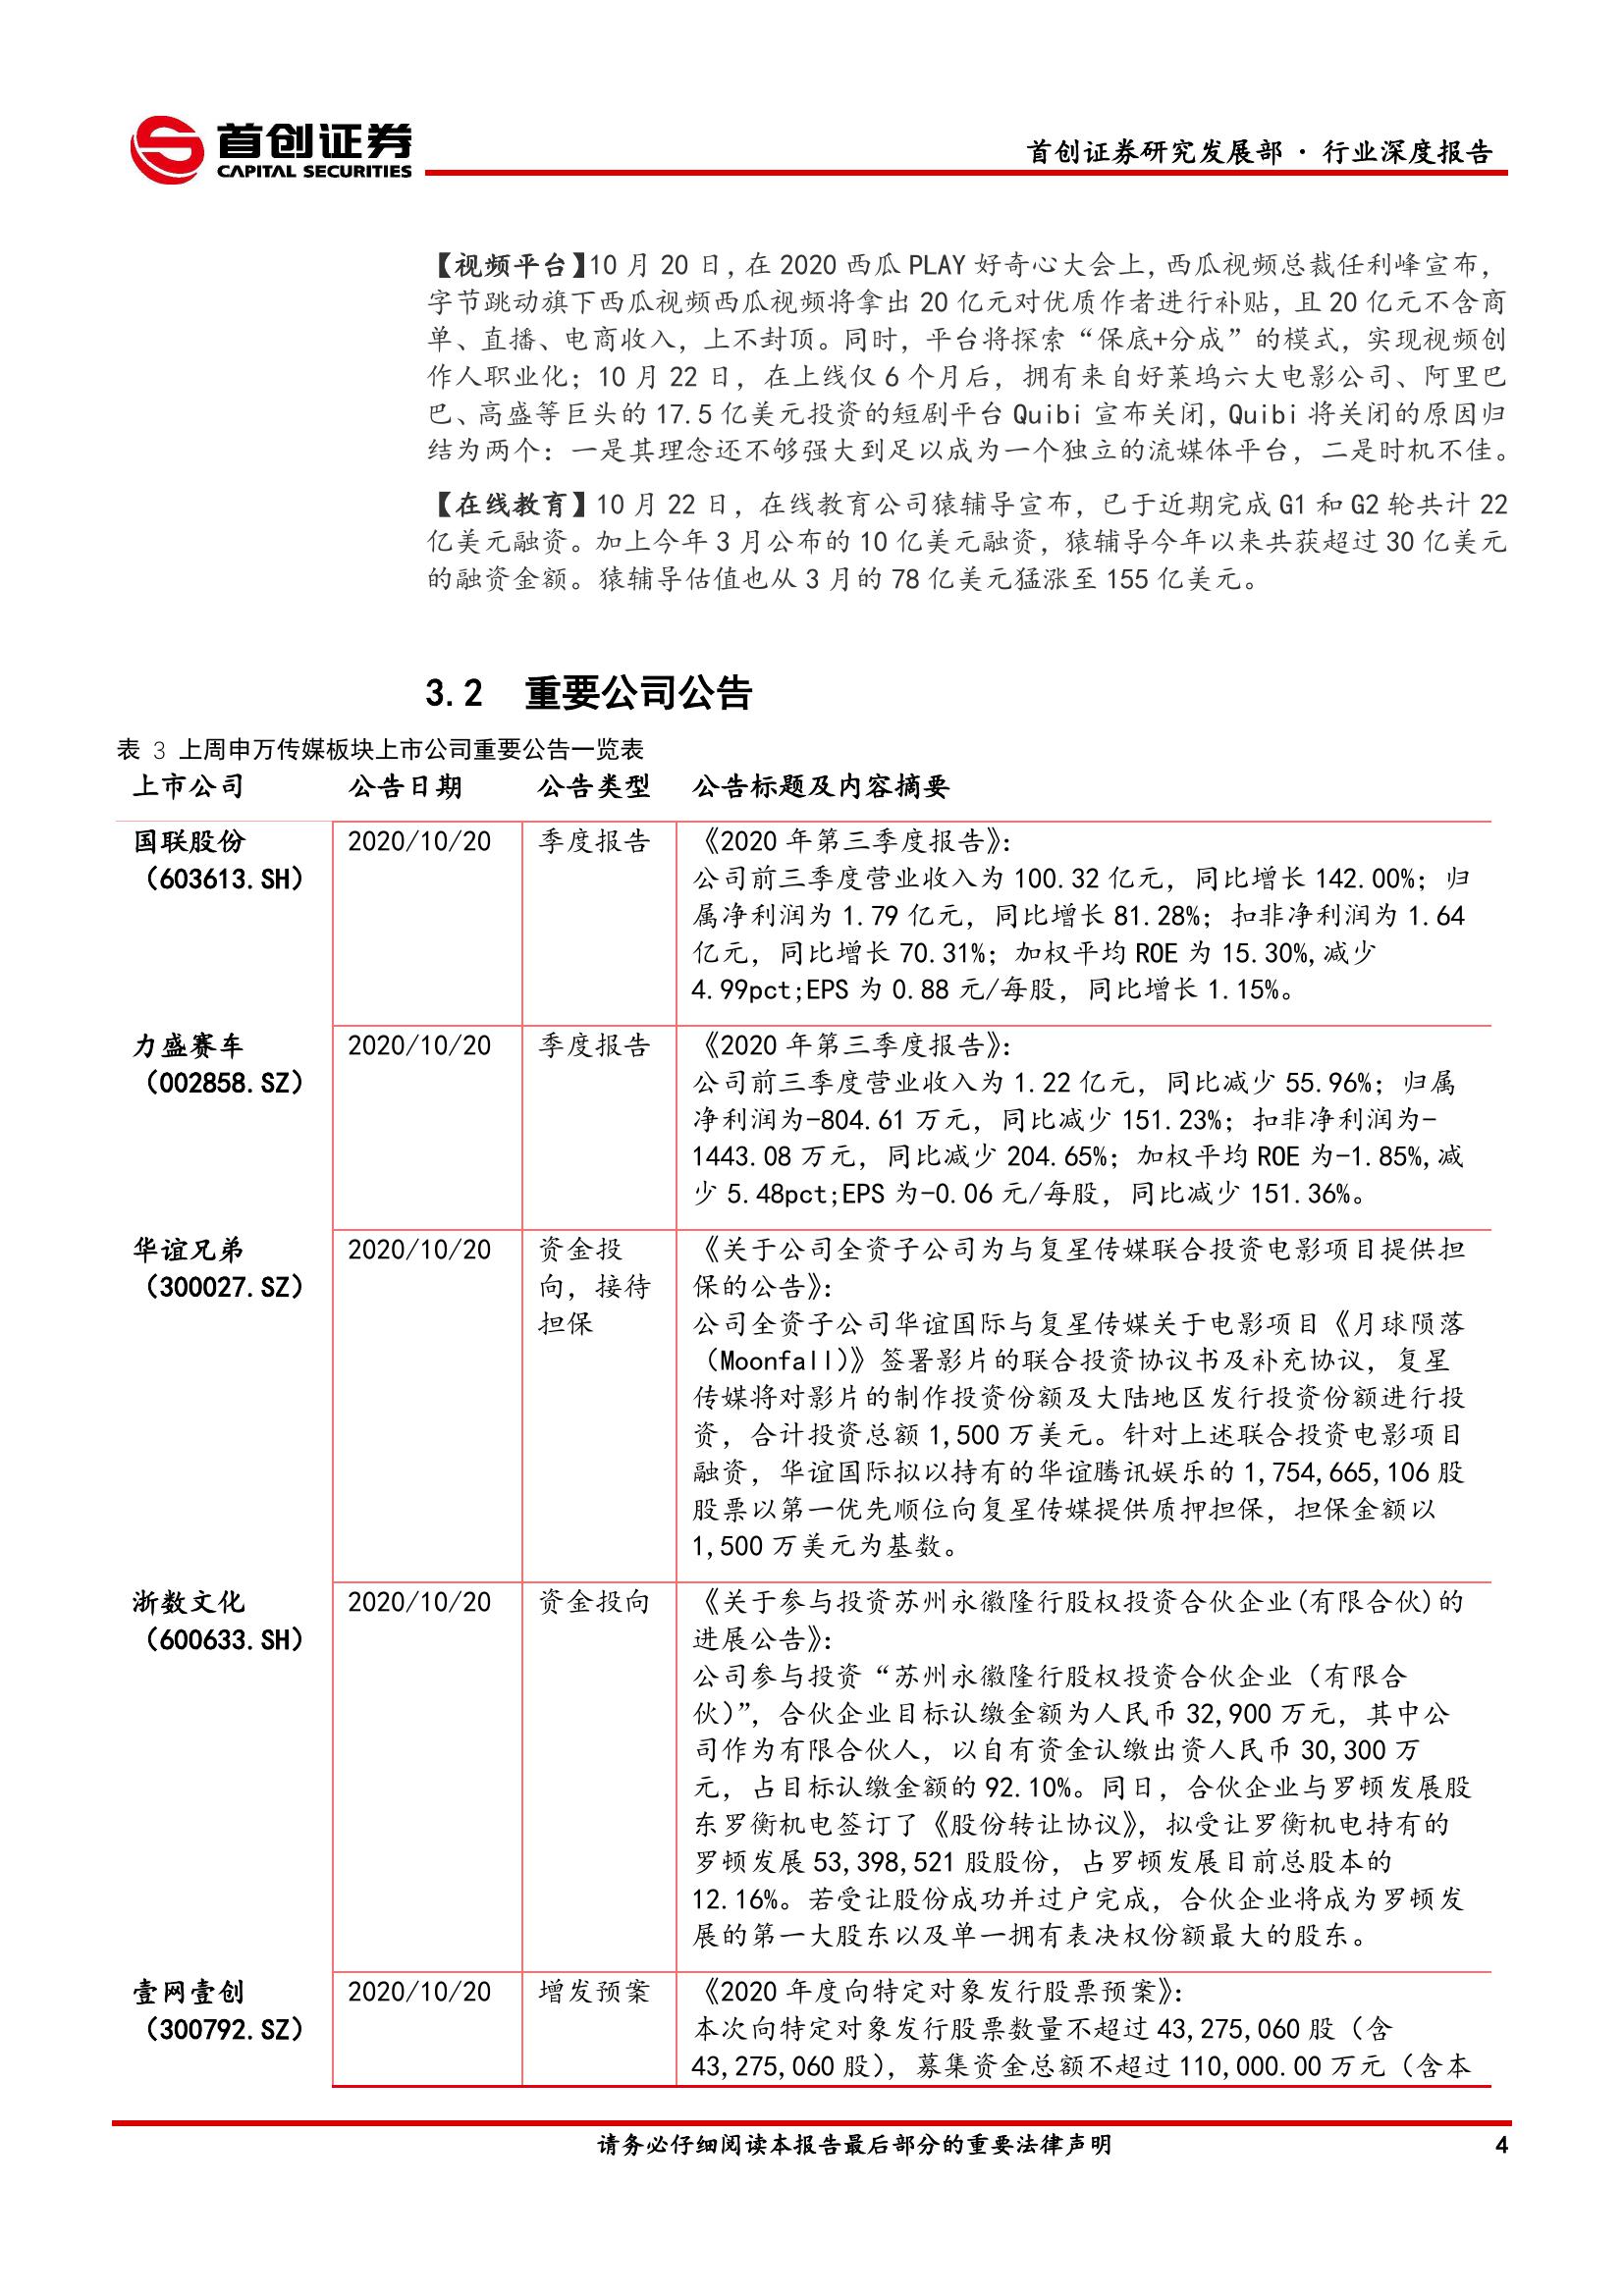 首创证券
CAPITAL SECURITIES
首创证券研究发展部 · 行业深度报告
【视频平台】10 月 20 日，在 2020 西瓜 PLAY 好奇心大会上，西瓜视频总裁任利峰宣布，
字节跳动旗下西瓜视频西瓜视频将拿出 20 亿元对优质作者进行补贴，且 20 亿元不含商
单、直播、电商收入，上不封顶。同时，平台将探索“保底+分成”的模式，实现视频创
作人职业化；10 月 22 日，在上线仅 6 个月后，拥有来自好莱坞六大电影公司、阿里巴
巴、高盛等巨头的 17.5 亿美元投资的短剧平台 Quibi 宣布关闭，Quibi 将关闭的原因归
结为两个：一是其理念还不够强大到足以成为一个独立的流媒体平台，二是时机不佳。
【在线教育】10 月 22 日，在线教育公司猿辅导宣布，已于近期完成 G1 和 G2 轮共计 22
亿美元融资。加上今年 3 月公布的 10 亿美元融资，猿辅导今年以来共获超过 30 亿美元
的融资金额。猿辅导估值也从 3 月的 78 亿美元猛涨至 155 亿美元。
3.2 重要公司公告
表 3 上周申万传媒板块上市公司重要公告一览表
上市公司 公告日期 公告类型 公告标题及内容摘要
国联股份 2020/10/20 季度报告 《2020 年第三季度报告》：
（603613.SH） 公司前三季度营业收入为 100.32 亿元，同比增长 142.00%；归
属净利润为 1.79 亿元，同比增长 81.28%；扣非净利润为 1.64
亿元，同比增长 70.31%；加权平均 ROE 为 15.30%,减少
4.99pct;EPS 为 0.88 元/每股，同比增长 1.15%。
力盛赛车 2020/10/20 季度报告 《2020 年第三季度报告》：
（002858.SZ） 公司前三季度营业收入为 1.22 亿元，同比减少 55.96%；归属
净利润为-804.61 万元，同比减少 151.23%；扣非净利润为-
1443.08 万元，同比减少 204.65%；加权平均 ROE 为-1.85%,减
少 5.48pct;EPS 为-0.06 元/每股，同比减少 151.36%。
华谊兄弟 2020/10/20 资金投 《关于公司全资子公司为与复星传媒联合投资电影项目提供担
（300027.SZ） 向，接待 保的公告》：
担保 公司全资子公司华谊国际与复星传媒关于电影项目《月球陨落
（Moonfall)》签署影片的联合投资协议书及补充协议，复星
传媒将对影片的制作投资份额及大陆地区发行投资份额进行投
资，合计投资总额 1,500 万美元。针对上述联合投资电影项目
融资，华谊国际拟以持有的华谊腾讯娱乐的 1,754,665,106 股
股票以第一优先顺位向复星传媒提供质押担保，担保金额以
1,500 万美元为基数。
浙数文化 2020/10/20 资金投向 《关于参与投资苏州永徽隆行股权投资合伙企业(有限合伙)的
（600633.SH） 进展公告》：
公司参与投资“苏州永徽隆行股权投资合伙企业（有限合
伙）”，合伙企业目标认缴金额为人民币 32,900 万元，其中公
司作为有限合伙人，以自有资金认缴出资人民币 30,300 万
元，占目标认缴金额的 92.10%。同日，合伙企业与罗顿发展股
东罗衡机电签订了《股份转让协议》，拟受让罗衡机电持有的
罗顿发展 53,398,521 股股份，占罗顿发展目前总股本的
12.16%。若受让股份成功并过户完成，合伙企业将成为罗顿发
展的第一大股东以及单一拥有表决权份额最大的股东。
壹网壹创 2020/10/20 增发预案 《2020 年度向特定对象发行股票预案》：
（300792.SZ） 本次向特定对象发行股票数量不超过 43,275,060 股（含
43,275,060 股），募集资金总额不超过 110,000.00 万元（含本
请务必仔细阅读本报告最后部分的重要法律声明 4